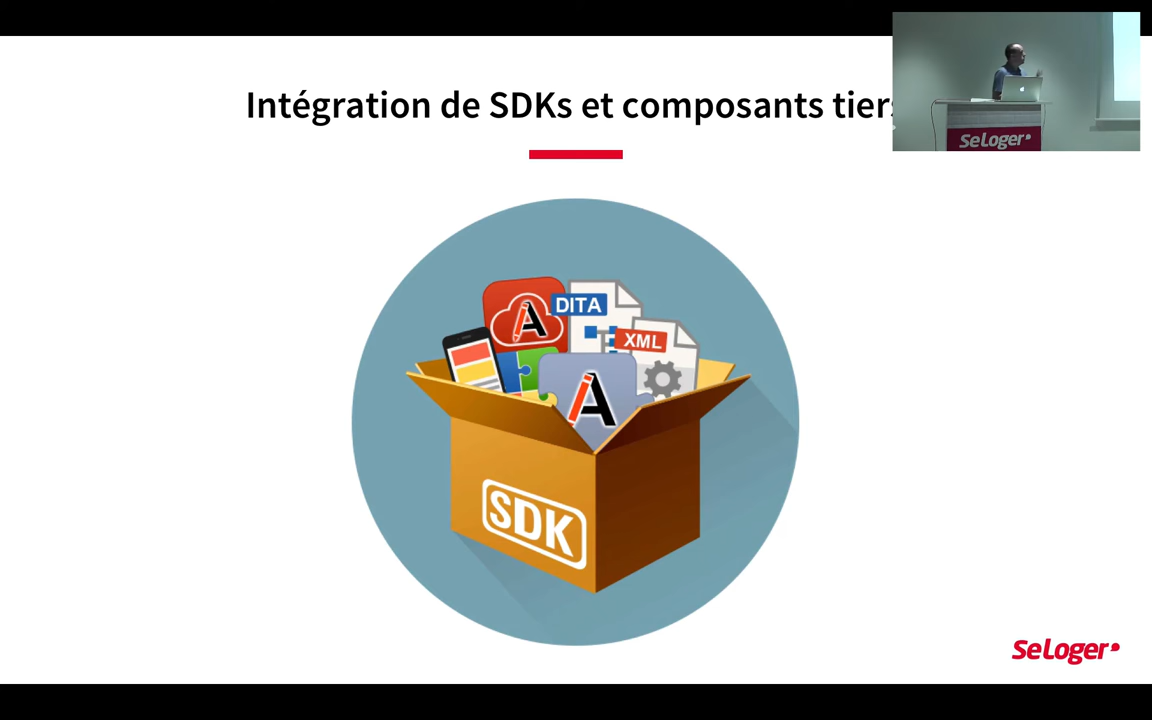 Intégration de SDKs et composants tiers
SeLoger
A
DITA
XML
A
SDK
SeLoger